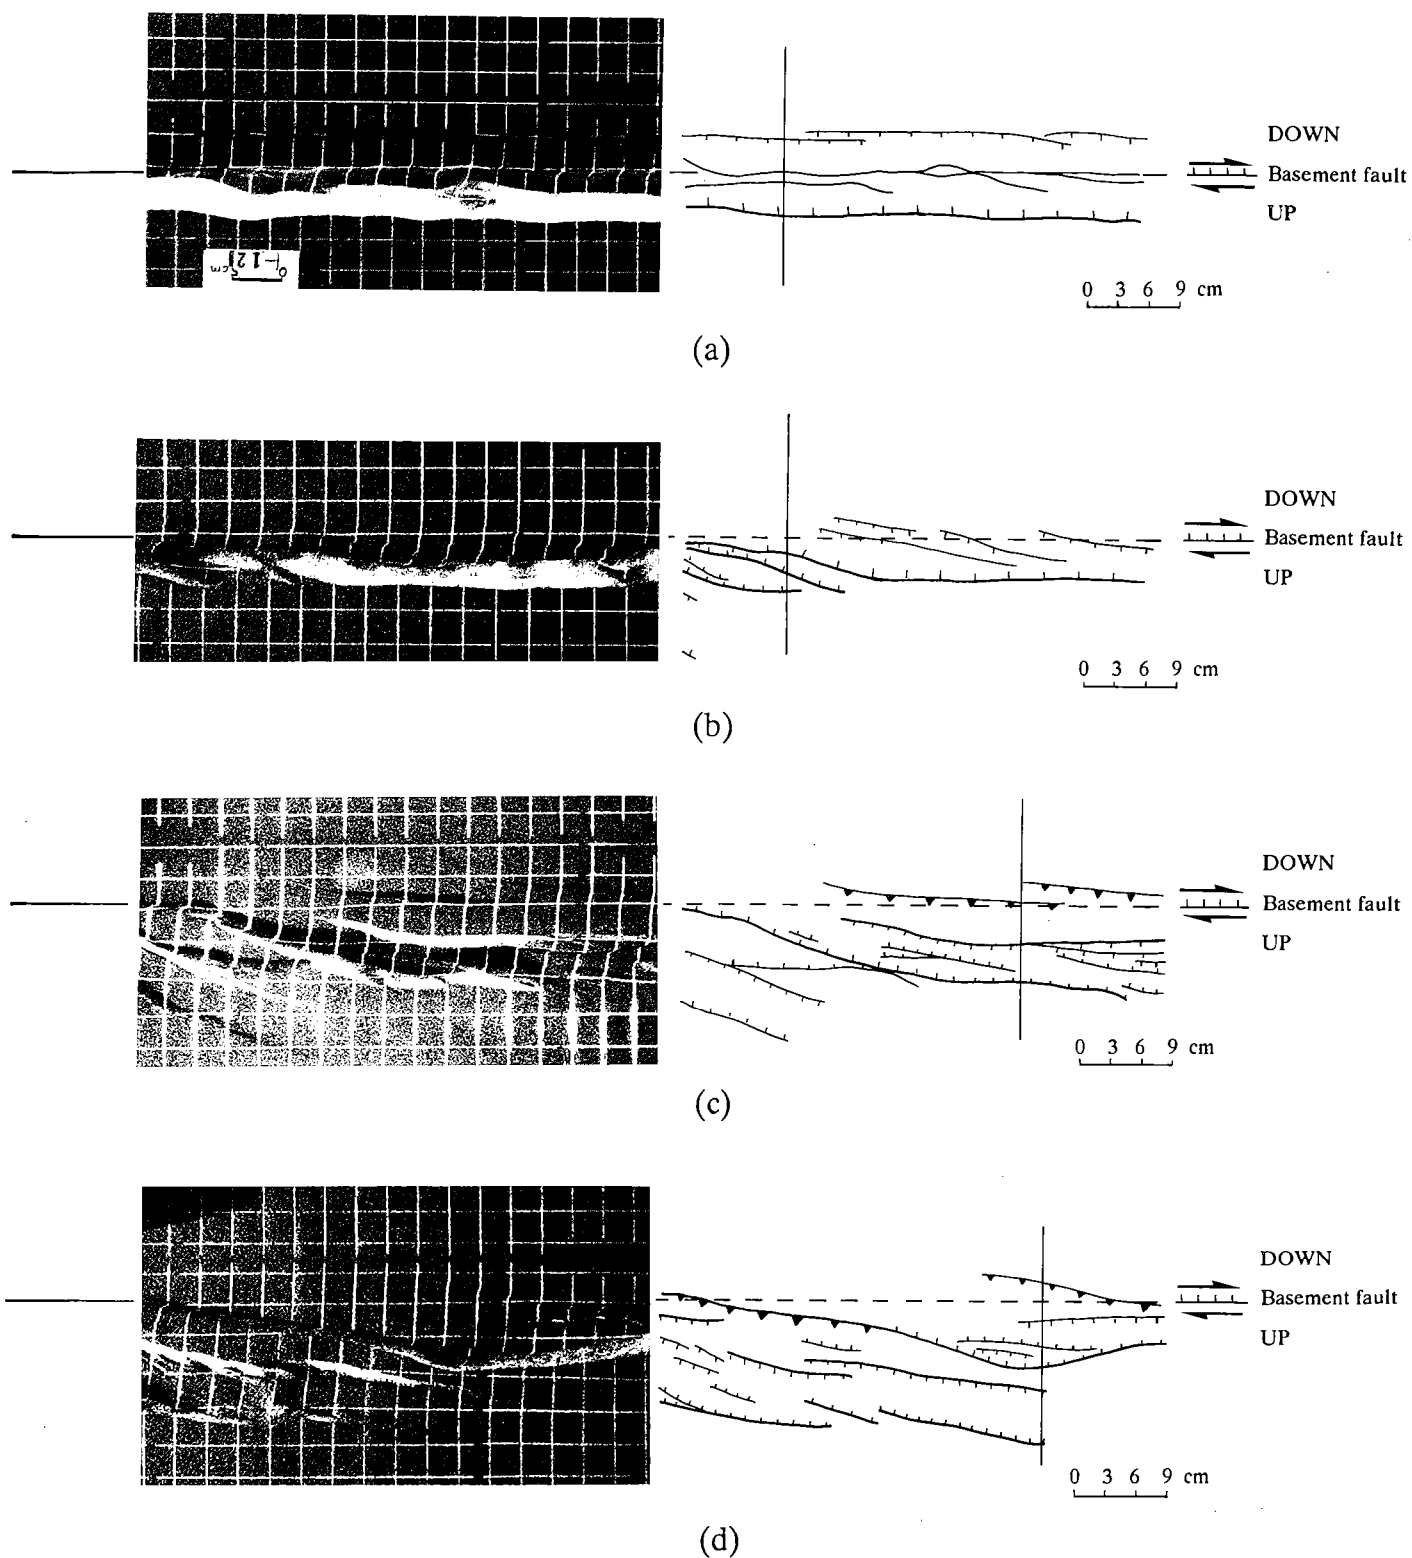 DOWN
Basement fault
UP
0 3 6 9 cm
(a)
DOWN
Basement fault
UP
0 3 6 9 cm
(b)
DOWN
Basement fault
UP
0 3 6 9 cm
(c)
DOWN
Basement fault
UP
0 3 6 9 cm
(d)